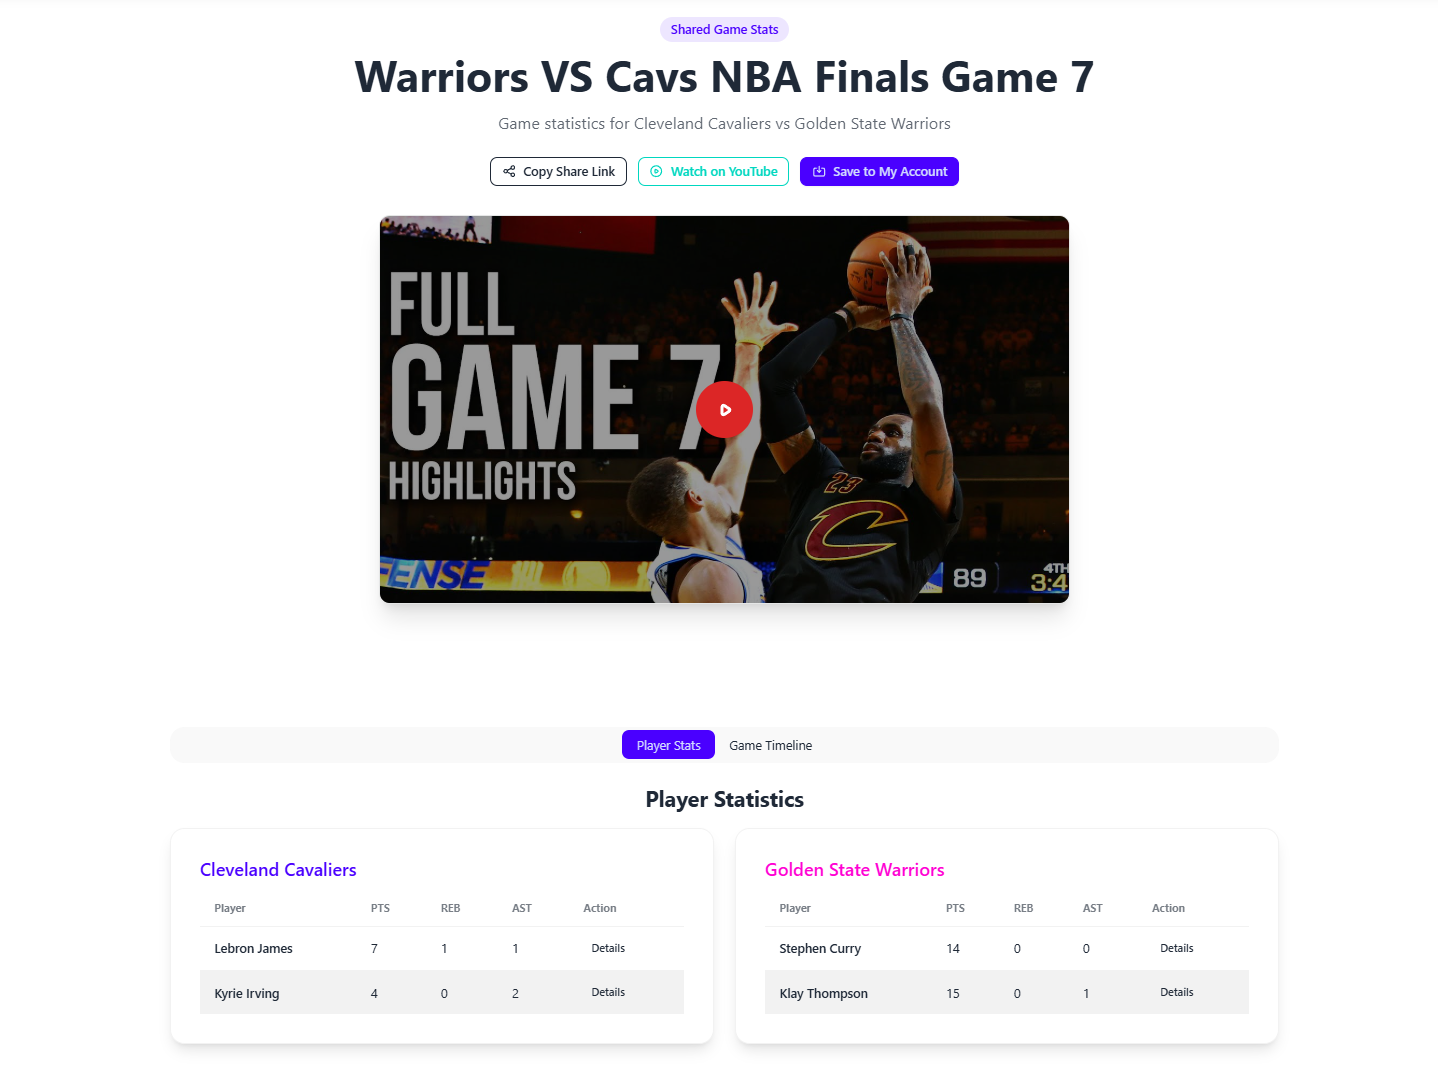 Shared Game Stats
Warriors VS Cavs NBA Finals Game 7
Game statistics for Cleveland Cavaliers vs Golden State Warriors
Copy Share Link Watch on YouTube Save to My Account
FULL
GAME 7
HIGHLIGHTS
23
FENSE
89
4TH
3:4
Player Stats Game Timeline
Player Statistics
Cleveland Cavaliers
Player PTS REB AST Action
Lebron James 7 1 1 Details
Kyrie Irving 4 0 2 Details
Golden State Warriors
Player PTS REB AST Action
Stephen Curry 14 0 0 Details
Klay Thompson 15 0 1 Details